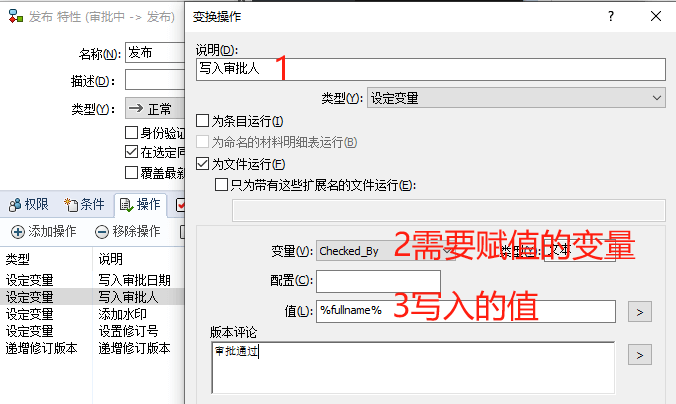 发布 特性 (审批中 -> 发布)
名称(N): 发布
描述(D):
类型(Y): 正常
身份验证
在选定同
覆盖最新
权限 条件 操作
添加操作 移除操作
类型 说明
设定变量 写入审批日期
设定变量 写入审批人
设定变量 添加水印
设定变量 设置修订号
递增修订版本 递增修订版本
变换操作 ? ×
说明(D):
写入审批人 1
类型(Y): 设定变量
为条目运行(I)
为命名的材料明细表运行(B)
为文件运行(F)
只为带有这些扩展名的文件运行(E):
变量(V): Checked_By 2需要赋值的变量 文本
配置(C):
值(L): %fullname% 3写入的值 >
版本评论
审批通过 >